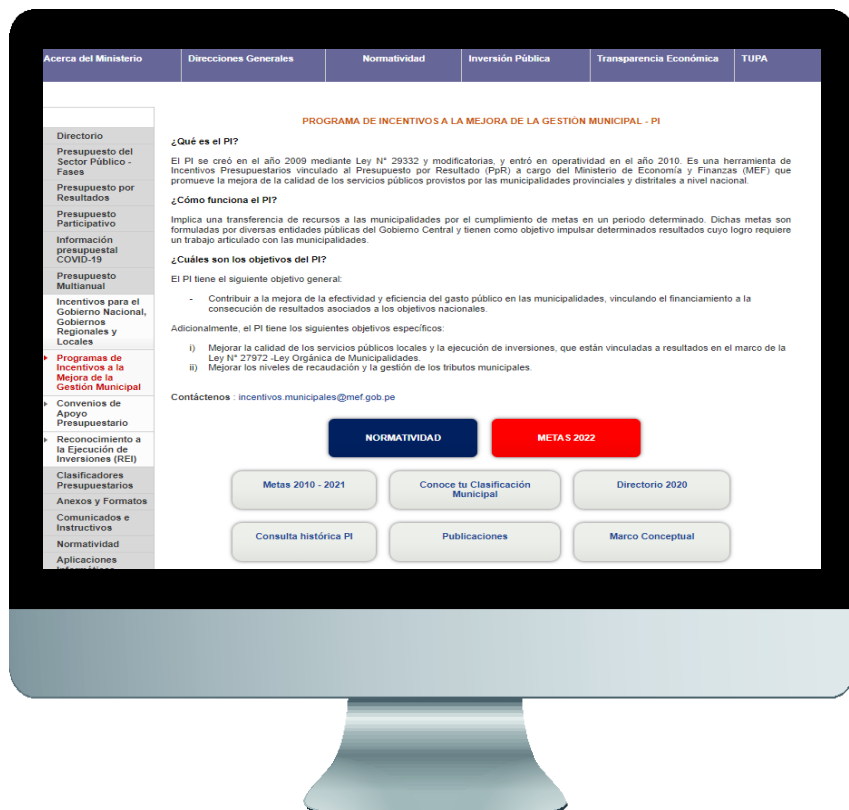 Acerca del Ministerio
Direcciones Generales
Normatividad
Inversión Pública
Transparencia Económica
TUPA
Directorio
Presupuesto del
Sector Público -
Fases
Presupuesto por
Resultados
Presupuesto
Participativo
Información
presupuestal
COVID-19
Presupuesto
Multianual
Incentivos para el
Gobierno Nacional,
Gobiernos
Regionales y
Locales
Programas de
Incentivos a la
Mejora de la
Gestión Municipal
Convenios de
Apoyo
Presupuestario
Reconocimiento a
la Ejecución de
Inversiones (REI)
Clasificadores
Presupuestarios
Anexos y Formatos
Comunicados e
Instructivos
Normatividad
Aplicaciones
Informáticas
PROGRAMA DE INCENTIVOS A LA MEJORA DE LA GESTIÓN MUNICIPAL - PI
¿Qué es el PI?
El PI se creó en el año 2009 mediante Ley N° 29332 y modificatorias, y entró en operatividad en el año 2010. Es una herramienta de
Incentivos Presupuestarios vinculado al Presupuesto por Resultado (PpR) a cargo del Ministerio de Economía y Finanzas (MEF) que
promueve la mejora de la calidad de los servicios públicos provistos por las municipalidades provinciales y distritales a nivel nacional.
¿Cómo funciona el PI?
Implica una transferencia de recursos a las municipalidades por el cumplimiento de metas en un periodo determinado. Dichas metas son
formuladas por diversas entidades públicas del Gobierno Central y tienen como objetivo impulsar determinados resultados cuyo logro requiere
un trabajo articulado con las municipalidades.
¿Cuáles son los objetivos del PI?
El PI tiene el siguiente objetivo general:
- Contribuir a la mejora de la efectividad y eficiencia del gasto público en las municipalidades, vinculando el financiamiento a la
consecución de resultados asociados a los objetivos nacionales.
Adicionalmente, el PI tiene los siguientes objetivos específicos:
i) Mejorar la calidad de los servicios públicos locales y la ejecución de inversiones, que están vinculadas a resultados en el marco de la
Ley N° 27972 -Ley Orgánica de Municipalidades.
ii) Mejorar los niveles de recaudación y la gestión de los tributos municipales.
Contáctenos : incentivos.municipales@mef.gob.pe
NORMATIVIDAD
METAS 2022
Metas 2010 - 2021
Conoce tu Clasificación
Municipal
Directorio 2020
Consulta histórica PI
Publicaciones
Marco Conceptual